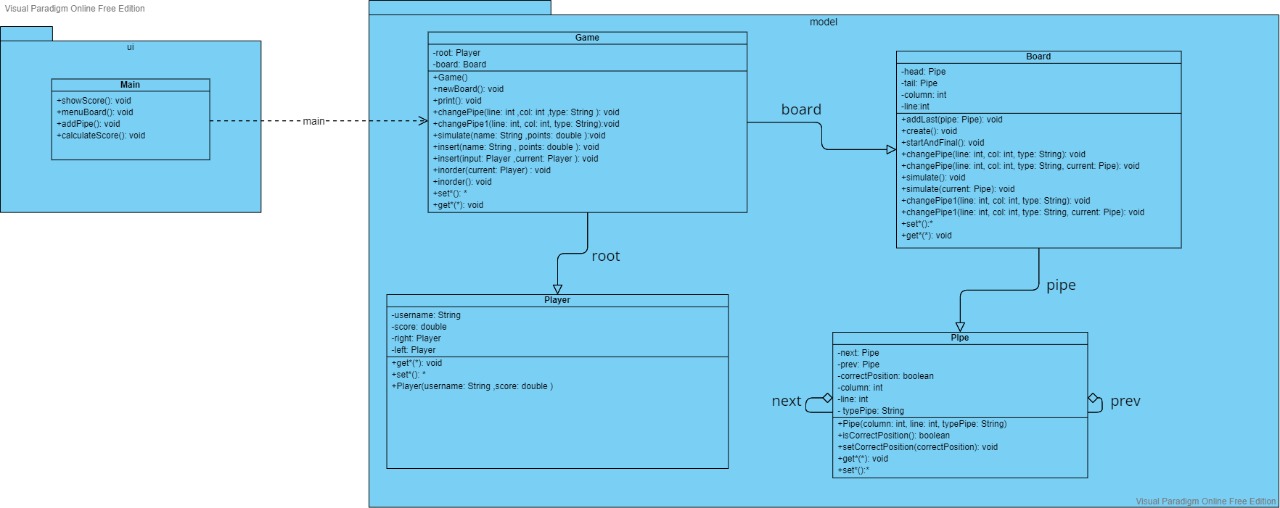 Visual Paradigm Online Free Edition
ui
Main
+showScore(): void
+menuBoard(): void
+addPipe(): void
+calculateScore(): void
main
model
Game
-root: Player
-board: Board
+Game()
+newBoard(): void
+print(): void
+changePipe(line: int ,col: int ,type: String ): void
+changePipe1(line: int, col: int, type: String):void
+simulate(name: String ,points: double ):void
+insert(name: String , points: double ): void
+insert(input: Player ,current: Player ): void
+inorder(current: Player) : void
+inorder(): void
+set*(): *
+get*(*): void
board
Board
-head: Pipe
-tail: Pipe
-column: int
-line:int
+addLast(pipe: Pipe): void
+create(): void
+startAndFinal(): void
+changePipe(line: int, col: int, type: String): void
+changePipe(line: int, col: int, type: String, current: Pipe): void
+simulate(): void
+simulate(current: Pipe): void
+changePipe1(line: int, col: int, type: String): void
+changePipe1(line: int, col: int, type: String, current: Pipe): void
+set*():*
+get*(*): void
root
pipe
Player
-username: String
-score: double
-right: Player
-left: Player
+get*(*): void
+set*(): *
+Player(username: String ,score: double )
Pipe
-next: Pipe
-prev: Pipe
-correctPosition: boolean
-column: int
-line: int
- typePipe: String
+Pipe(column: int, line: int, typePipe: String)
+isCorrectPosition(): boolean
+setCorrectPosition(correctPosition): void
+get*(*): void
+set*():*
next
prev
Visual Paradigm Online Free Edition